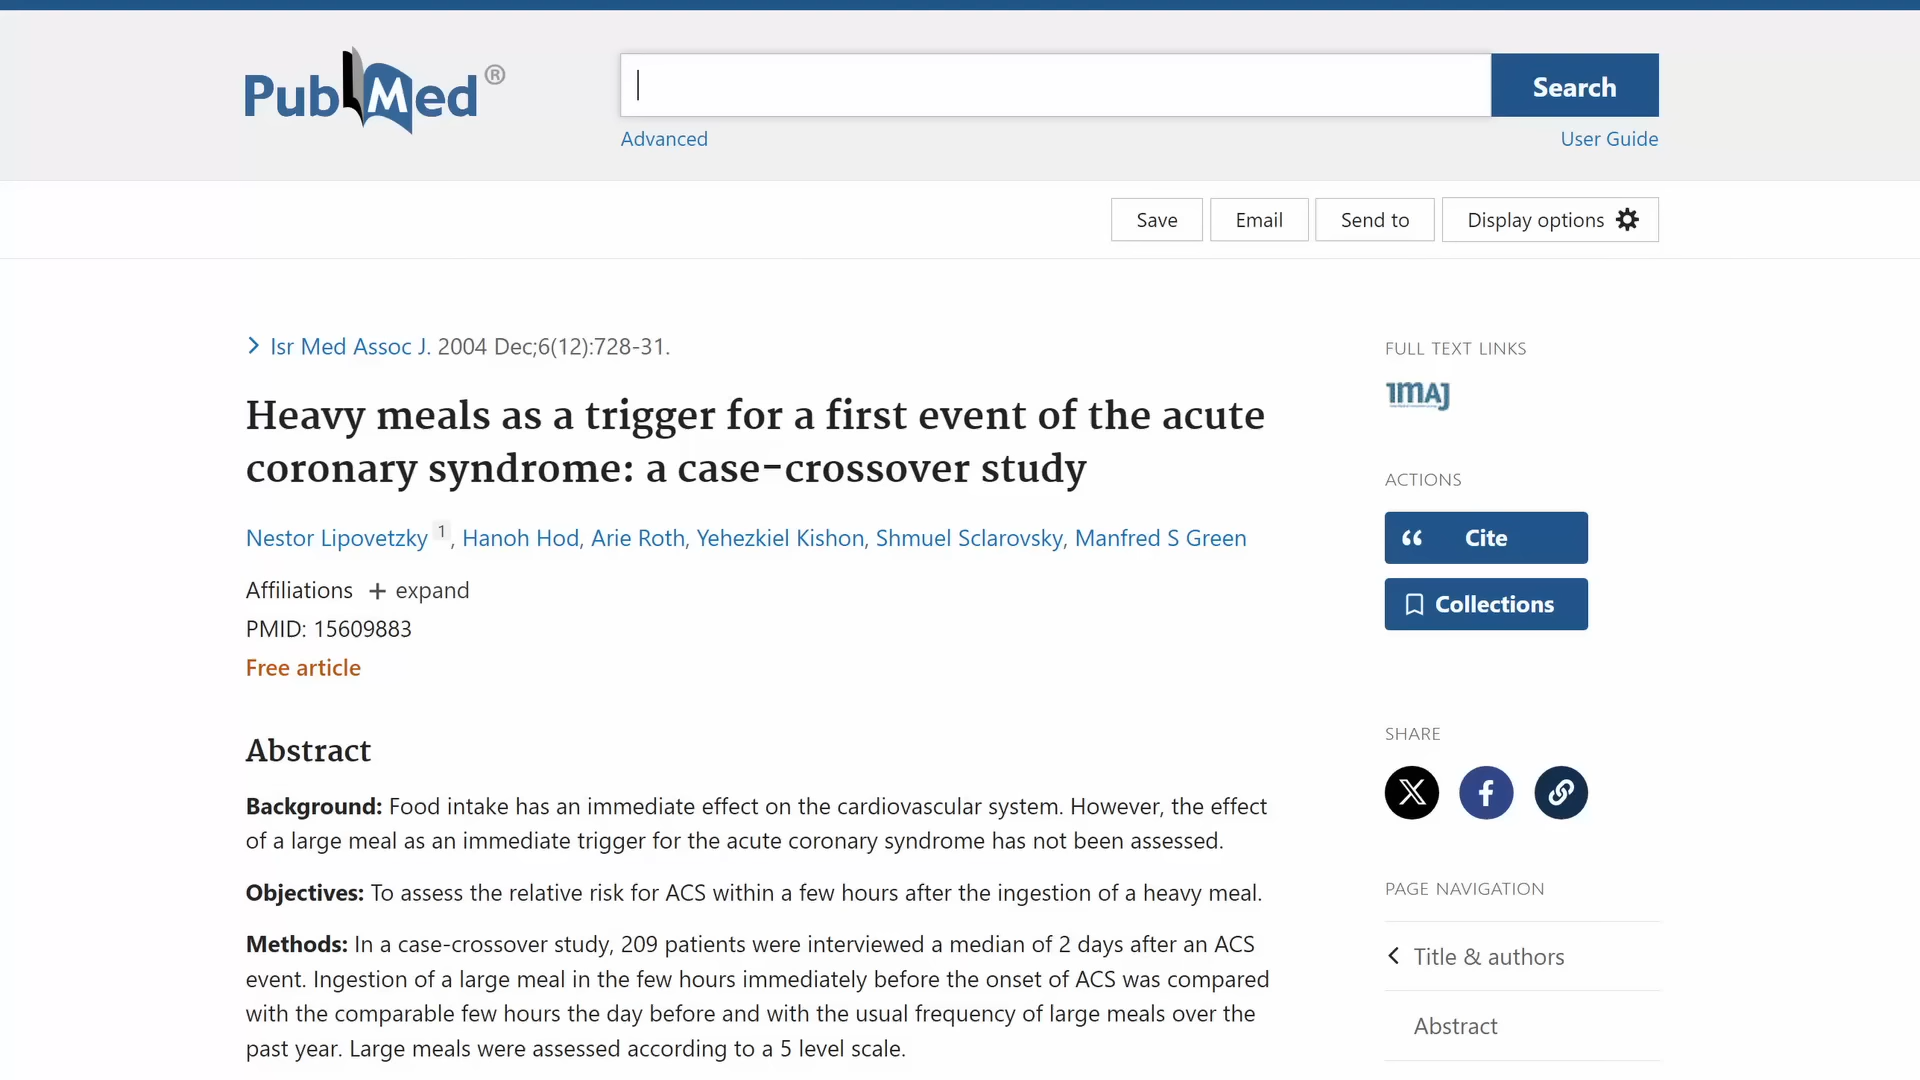 PubMed®
Search
Advanced
User Guide
Save
Email
Send to
Display options
Isr Med Assoc J. 2004 Dec;6(12):728-31.
Heavy meals as a trigger for a first event of the acute
coronary syndrome: a case-crossover study
Nestor Lipovetzky 1, Hanoh Hod, Arie Roth, Yehezkiel Kishon, Shmuel Sclarovsky, Manfred S Green
Affiliations + expand
PMID: 15609883
Free article
Abstract
Background: Food intake has an immediate effect on the cardiovascular system. However, the effect
of a large meal as an immediate trigger for the acute coronary syndrome has not been assessed.
Objectives: To assess the relative risk for ACS within a few hours after the ingestion of a heavy meal.
Methods: In a case-crossover study, 209 patients were interviewed a median of 2 days after an ACS
event. Ingestion of a large meal in the few hours immediately before the onset of ACS was compared
with the comparable few hours the day before and with the usual frequency of large meals over the
past year. Large meals were assessed according to a 5 level scale.
FULL TEXT LINKS
IMAJ
ACTIONS
Cite
Collections
SHARE
PAGE NAVIGATION
Title & authors
Abstract